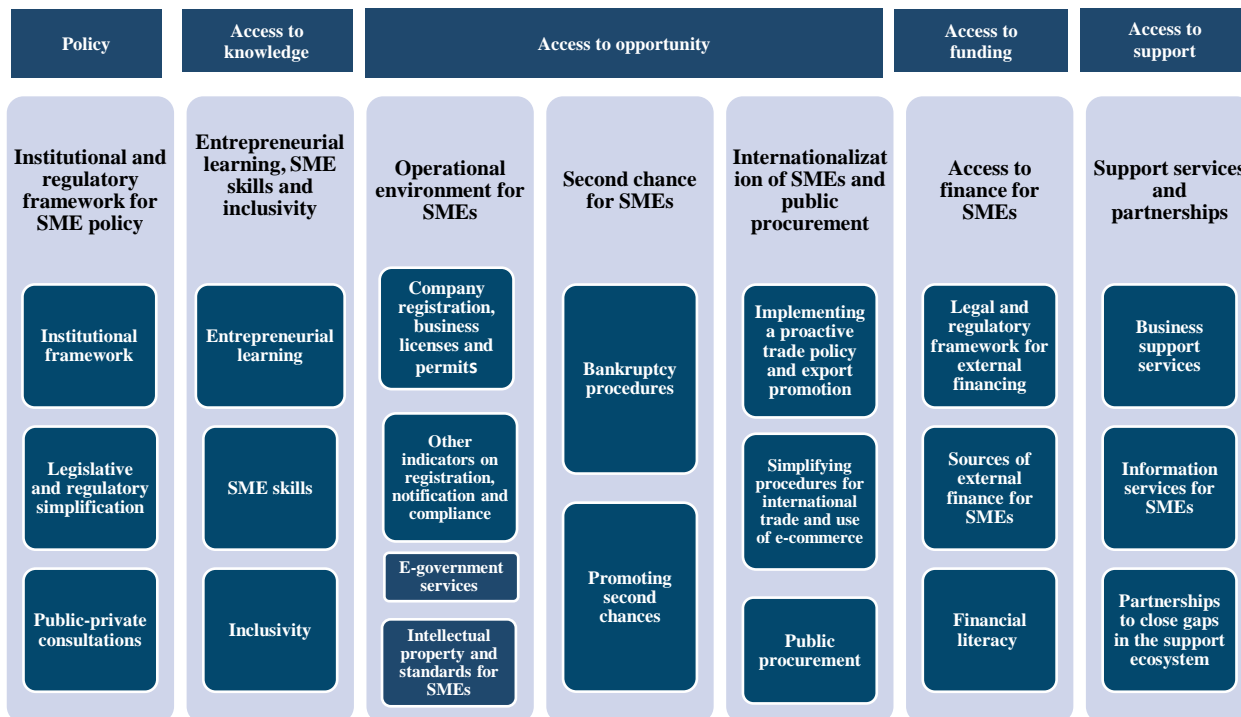 Policy
Access to
knowledge
Access to opportunity
Access to
funding
Access to
support
Institutional and
regulatory
framework for
SME policy
Institutional
framework
Legislative
and regulatory
simplification
Public-private
consultations
Entrepreneurial
learning, SME
skills and
inclusivity
Entrepreneurial
learning
SME skills
Inclusivity
Operational
environment for
SMEs
Company
registration,
business
licenses and
permits
Other
indicators on
registration,
notification and
compliance
E-government
services
Intellectual
property and
standards for
SMEs
Second chance
for SMEs
Bankruptcy
procedures
Promoting
second
chances
Internationalizat
ion of SMEs and
public
procurement
Implementing
a proactive
trade policy
and export
promotion
Simplifying
procedures for
international
trade and use
of e-commerce
Public
procurement
Access to
finance for
SMEs
Legal and
regulatory
framework for
external
financing
Sources of
external
finance for
SMEs
Financial
literacy
Support services
and
partnerships
Business
support
services
Information
services for
SMEs
Partnerships
to close gaps
in the support
ecosystem